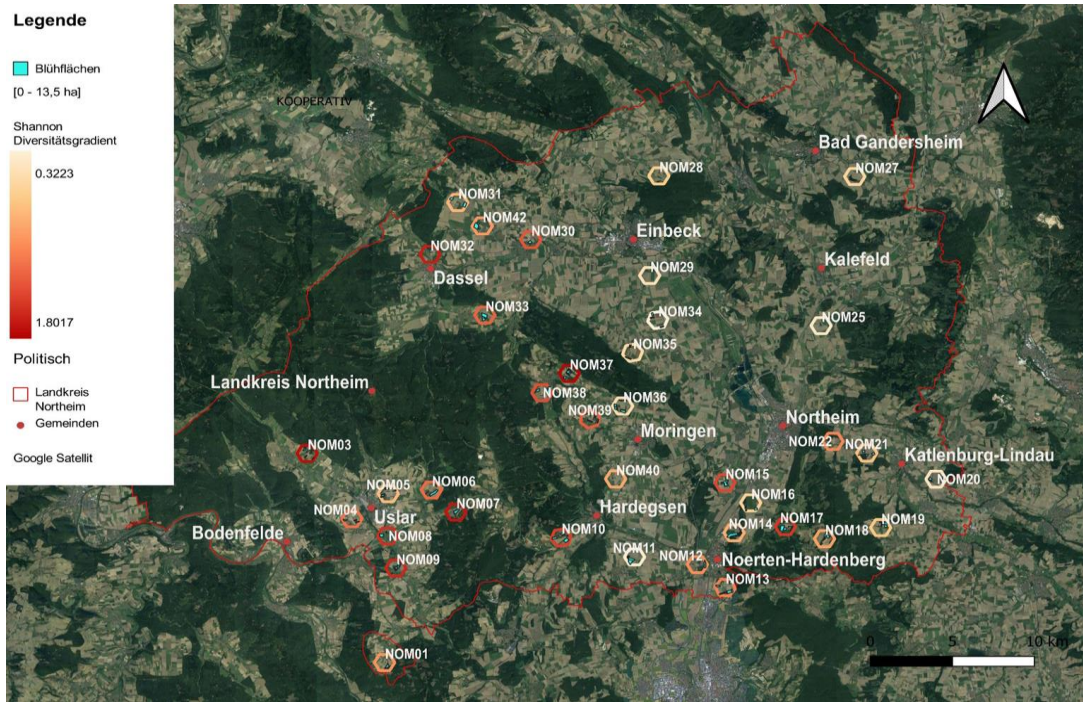 Legende
Blühflächen
[0 - 13,5 ha]
Shannon
Diversitätsgradient
0.3223
1.8017
Politisch
Landkreis
Northeim
Gemeinden
Google Satellit
KOOPERATIV
Bad Gandersheim
NOM28
NOM27
NOM31
NOM42
NOM30
Einbeck
NOM32
Dassel
NOM29
Kalefeld
NOM33
NOM34
NOM25
NOM35
NOM37
Landkreis Northeim
NOM38
NOM36
NOM39
Moringen
Northeim
NOM22
NOM21
NOM03
Katlenburg-Lindau
NOM40
NOM15
NOM20
NOM05
NOM06
NOM16
NOM07
Hardegsen
NOM04
Uslar
NOM14
NOM17
NOM19
NOM10
NOM18
Bodenfelde
NOM08
NOM11
NOM12
Noerten-Hardenberg
NOM09
NOM13
NOM01
0 5 10 km